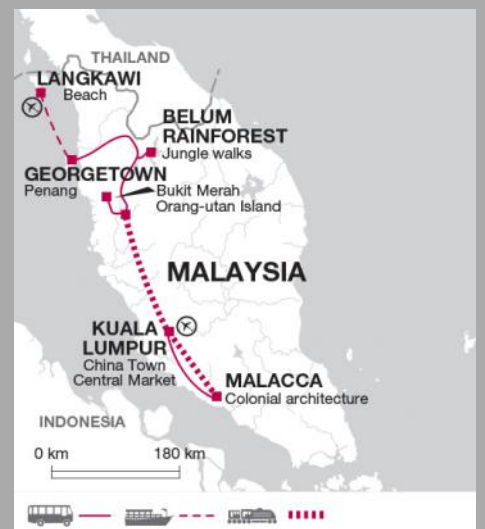 THAILAND
LANGKAWI
Beach
BELUM
RAINFOREST
Jungle walks
GEORGETOWN
Penang
Bukit Merah
Orang-utan Island
MALAYSIA
KUALA
LUMPUR
China Town
Central Market
MALACCA
Colonial architecture
INDONESIA
0 km 180 km